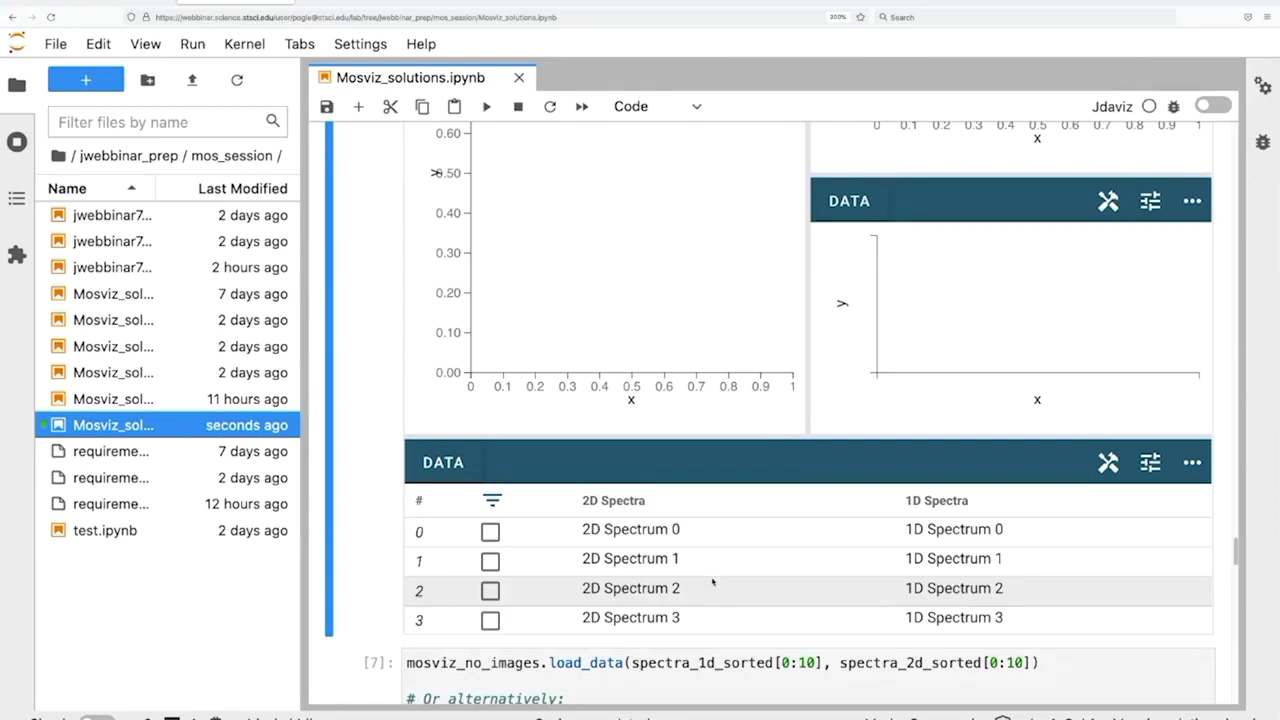 https://webbinar.science.stsci.edu/user/pogle@stsci.edu/lab/tree/jwebbinar_prep/mos_session/Mosviz_solutions.ipynb
200%
Search
File Edit View Run Kernel Tabs Settings Help
+
Mosviz_solutions.ipynb
Code
Jdaviz
Filter files by name
/ jwebbinar_prep / mos_session /
Name Last Modified
jwebbinar7... 2 days ago
jwebbinar7... 2 days ago
jwebbinar7... 2 hours ago
Mosviz_sol... 7 days ago
Mosviz_sol... 2 days ago
Mosviz_sol... 2 days ago
Mosviz_sol... 2 days ago
Mosviz_sol... 11 hours ago
Mosviz_sol... seconds ago
requireme... 7 days ago
requireme... 2 days ago
requireme... 12 hours ago
test.ipynb 2 days ago
0.60
0.50
0.40
0.30
0.20
0.10
0.00
y
0 0.1 0.2 0.3 0.4 0.5 0.6 0.7 0.8 0.9 1
x
0 0.1 0.2 0.3 0.4 0.5 0.6 0.7 0.8 0.9 1
x
DATA
y
x
DATA
# 2D Spectra 1D Spectra
0 2D Spectrum 0 1D Spectrum 0
1 2D Spectrum 1 1D Spectrum 1
2 2D Spectrum 2 1D Spectrum 2
3 2D Spectrum 3 1D Spectrum 3
[7]: mosviz_no_images.load_data(spectra_1d_sorted[0:10], spectra_2d_sorted[0:10])
# Or alternatively: